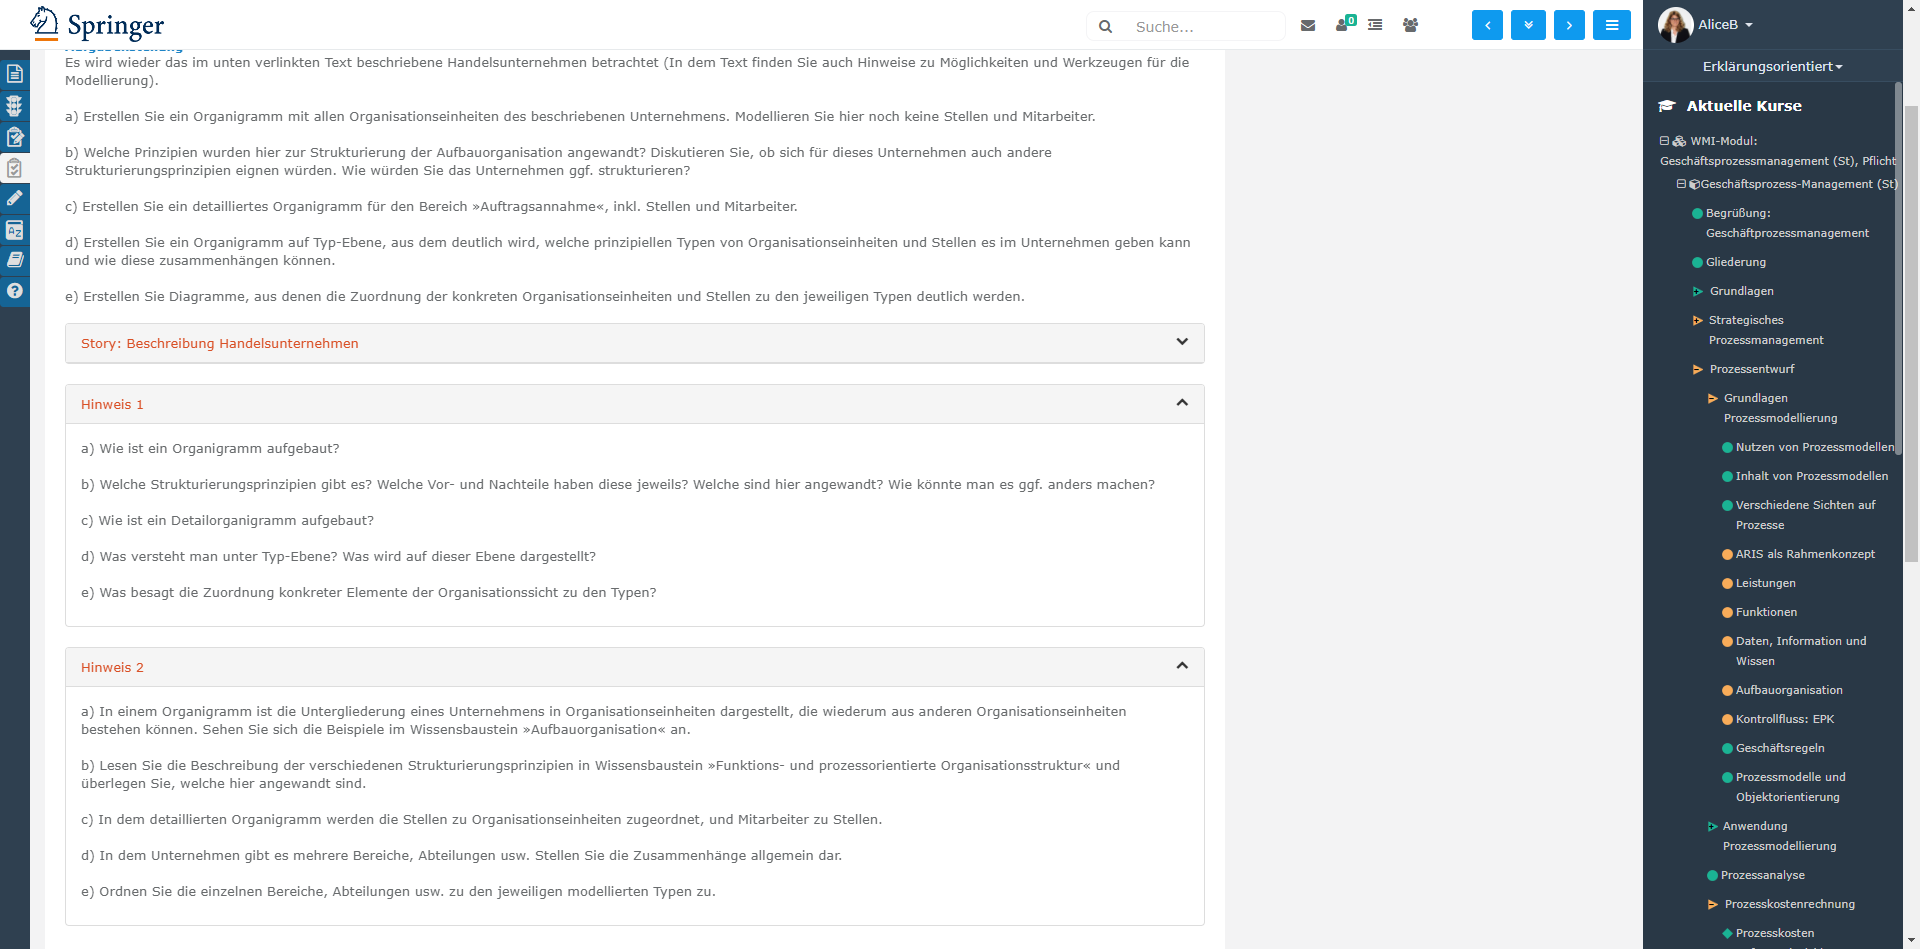 Springer
Suche...
0
AliceB
Erklärungsorientiert
Es wird wieder das im unten verlinkten Text beschriebene Handelsunternehmen betrachtet (In dem Text finden Sie auch Hinweise zu Möglichkeiten und Werkzeugen für die
Modellierung).
a) Erstellen Sie ein Organigramm mit allen Organisationseinheiten des beschriebenen Unternehmens. Modellieren Sie hier noch keine Stellen und Mitarbeiter.
b) Welche Prinzipien wurden hier zur Strukturierung der Aufbauorganisation angewandt? Diskutieren Sie, ob sich für dieses Unternehmen auch andere
Strukturierungsprinzipien eignen würden. Wie würden Sie das Unternehmen ggf. strukturieren?
c) Erstellen Sie ein detailliertes Organigramm für den Bereich »Auftragsannahme«, inkl. Stellen und Mitarbeiter.
d) Erstellen Sie ein Organigramm auf Typ-Ebene, aus dem deutlich wird, welche prinzipiellen Typen von Organisationseinheiten und Stellen es im Unternehmen geben kann
und wie diese zusammenhängen können.
e) Erstellen Sie Diagramme, aus denen die Zuordnung der konkreten Organisationseinheiten und Stellen zu den jeweiligen Typen deutlich werden.
Story: Beschreibung Handelsunternehmen
Hinweis 1
a) Wie ist ein Organigramm aufgebaut?
b) Welche Strukturierungsprinzipien gibt es? Welche Vor- und Nachteile haben diese jeweils? Welche sind hier angewandt? Wie könnte man es ggf. anders machen?
c) Wie ist ein Detailorganigramm aufgebaut?
d) Was versteht man unter Typ-Ebene? Was wird auf dieser Ebene dargestellt?
e) Was besagt die Zuordnung konkreter Elemente der Organisationssicht zu den Typen?
Hinweis 2
a) In einem Organigramm ist die Untergliederung eines Unternehmens in Organisationseinheiten dargestellt, die wiederum aus anderen Organisationseinheiten
bestehen können. Sehen Sie sich die Beispiele im Wissensbaustein »Aufbauorganisation« an.
b) Lesen Sie die Beschreibung der verschiedenen Strukturierungsprinzipien in Wissensbaustein »Funktions- und prozessorientierte Organisationsstruktur« und
überlegen Sie, welche hier angewandt sind.
c) In dem detaillierten Organigramm werden die Stellen zu Organisationseinheiten zugeordnet, und Mitarbeiter zu Stellen.
d) In dem Unternehmen gibt es mehrere Bereiche, Abteilungen usw. Stellen Sie die Zusammenhänge allgemein dar.
e) Ordnen Sie die einzelnen Bereiche, Abteilungen usw. zu den jeweiligen modellierten Typen zu.
Aktuelle Kurse
WMI-Modul:
Geschäftsprozessmanagement (St), Pflicht
Geschäftsprozess-Management (St)
Begrüßung:
Geschäftprozessmanagement
Gliederung
Grundlagen
Strategisches
Prozessmanagement
Prozessentwurf
Grundlagen
Prozessmodellierung
Nutzen von Prozessmodellen
Inhalt von Prozessmodellen
Verschiedene Sichten auf
Prozesse
ARIS als Rahmenkonzept
Leistungen
Funktionen
Daten, Information und
Wissen
Aufbauorganisation
Kontrollfluss: EPK
Geschäftsregeln
Prozessmodelle und
Objektorientierung
Anwendung
Prozessmodellierung
Prozessanalyse
Prozesskostenrechnung
Prozesskosten